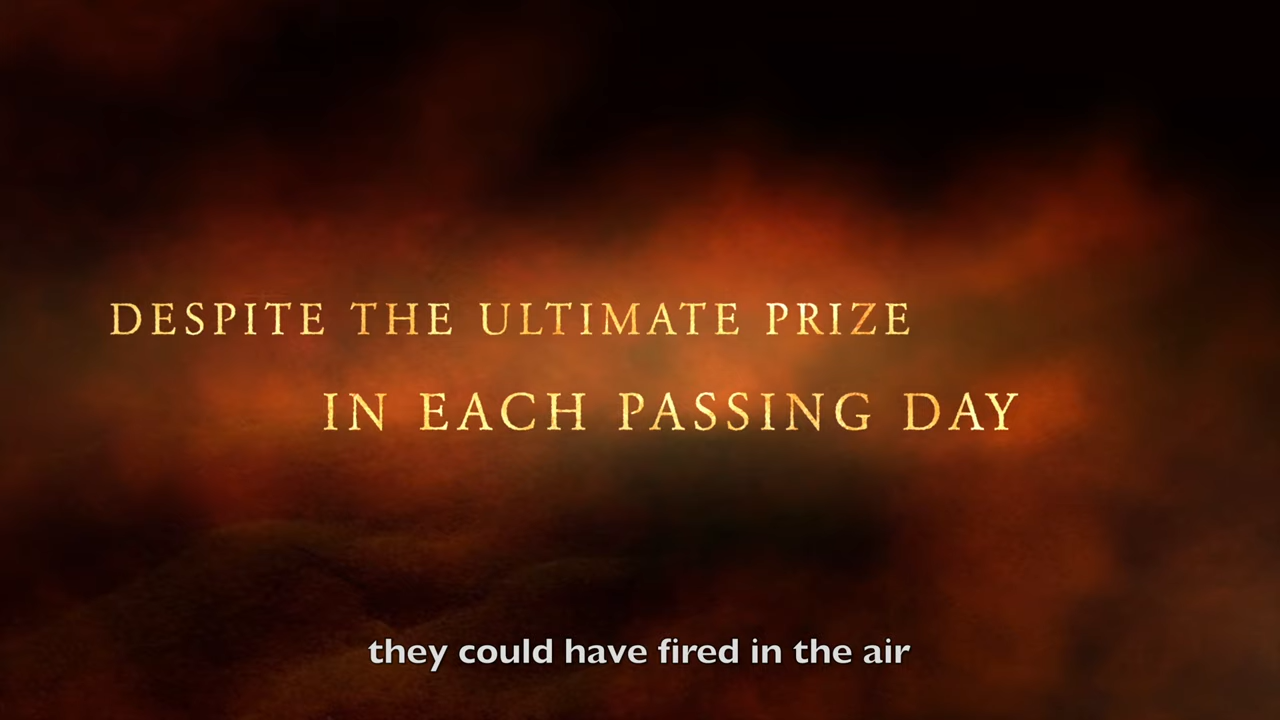 DESPITE THE ULTIMATE PRIZE
IN EACH PASSING DAY
they could have fired in the air